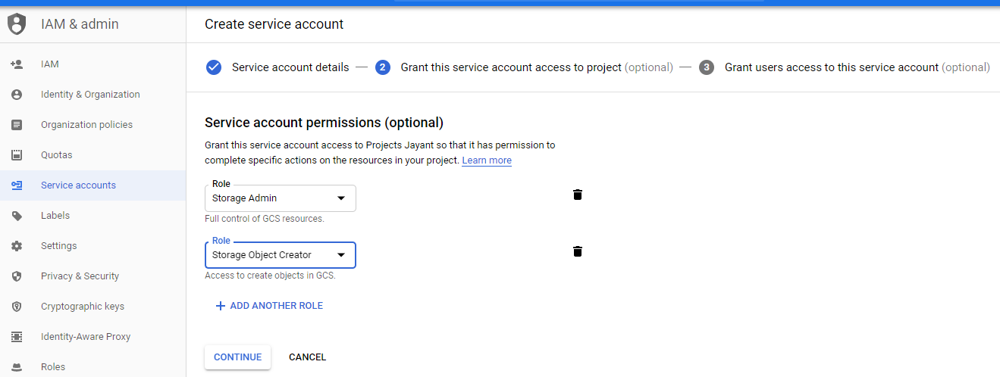 IAM & admin
Create service account
IAM
Identity & Organization
Organization policies
Quotas
Service accounts
Labels
Settings
Privacy & Security
Cryptographic keys
Identity-Aware Proxy
Roles
Service account details — 2 Grant this service account access to project (optional) — 3 Grant users access to this service account (optional)
Service account permissions (optional)
Grant this service account access to Projects Jayant so that it has permission to
complete specific actions on the resources in your project. Learn more
Role
Storage Admin
Full control of GCS resources.
Role
Storage Object Creator
Access to create objects in GCS.
+ ADD ANOTHER ROLE
CONTINUE CANCEL